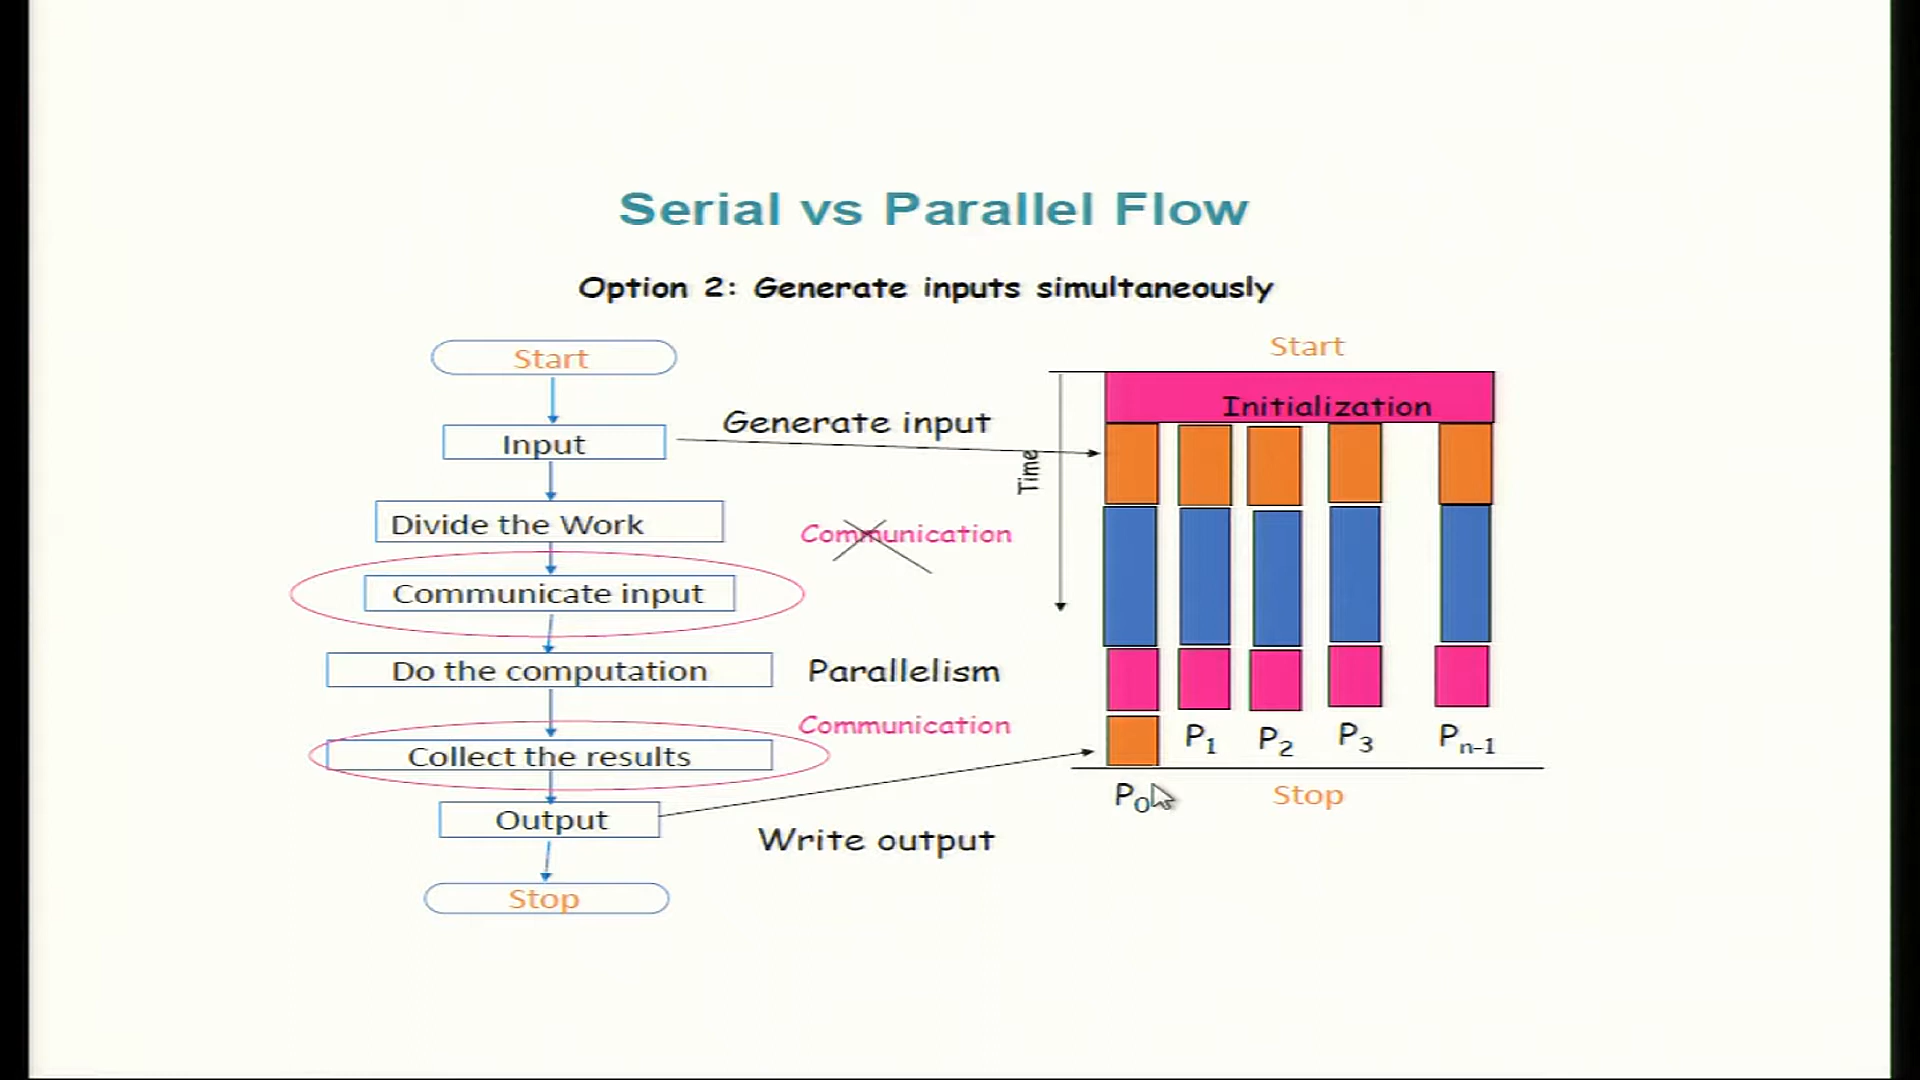 Serial vs Parallel Flow
Option 2: Generate inputs simultaneously
Start
Input
Divide the Work
Communicate input
Do the computation
Collect the results
Output
Stop
Generate input
Communication
Parallelism
Communication
Write output
Start
Initialization
Time
P1 P2 P3 Pn-1
P0
Stop